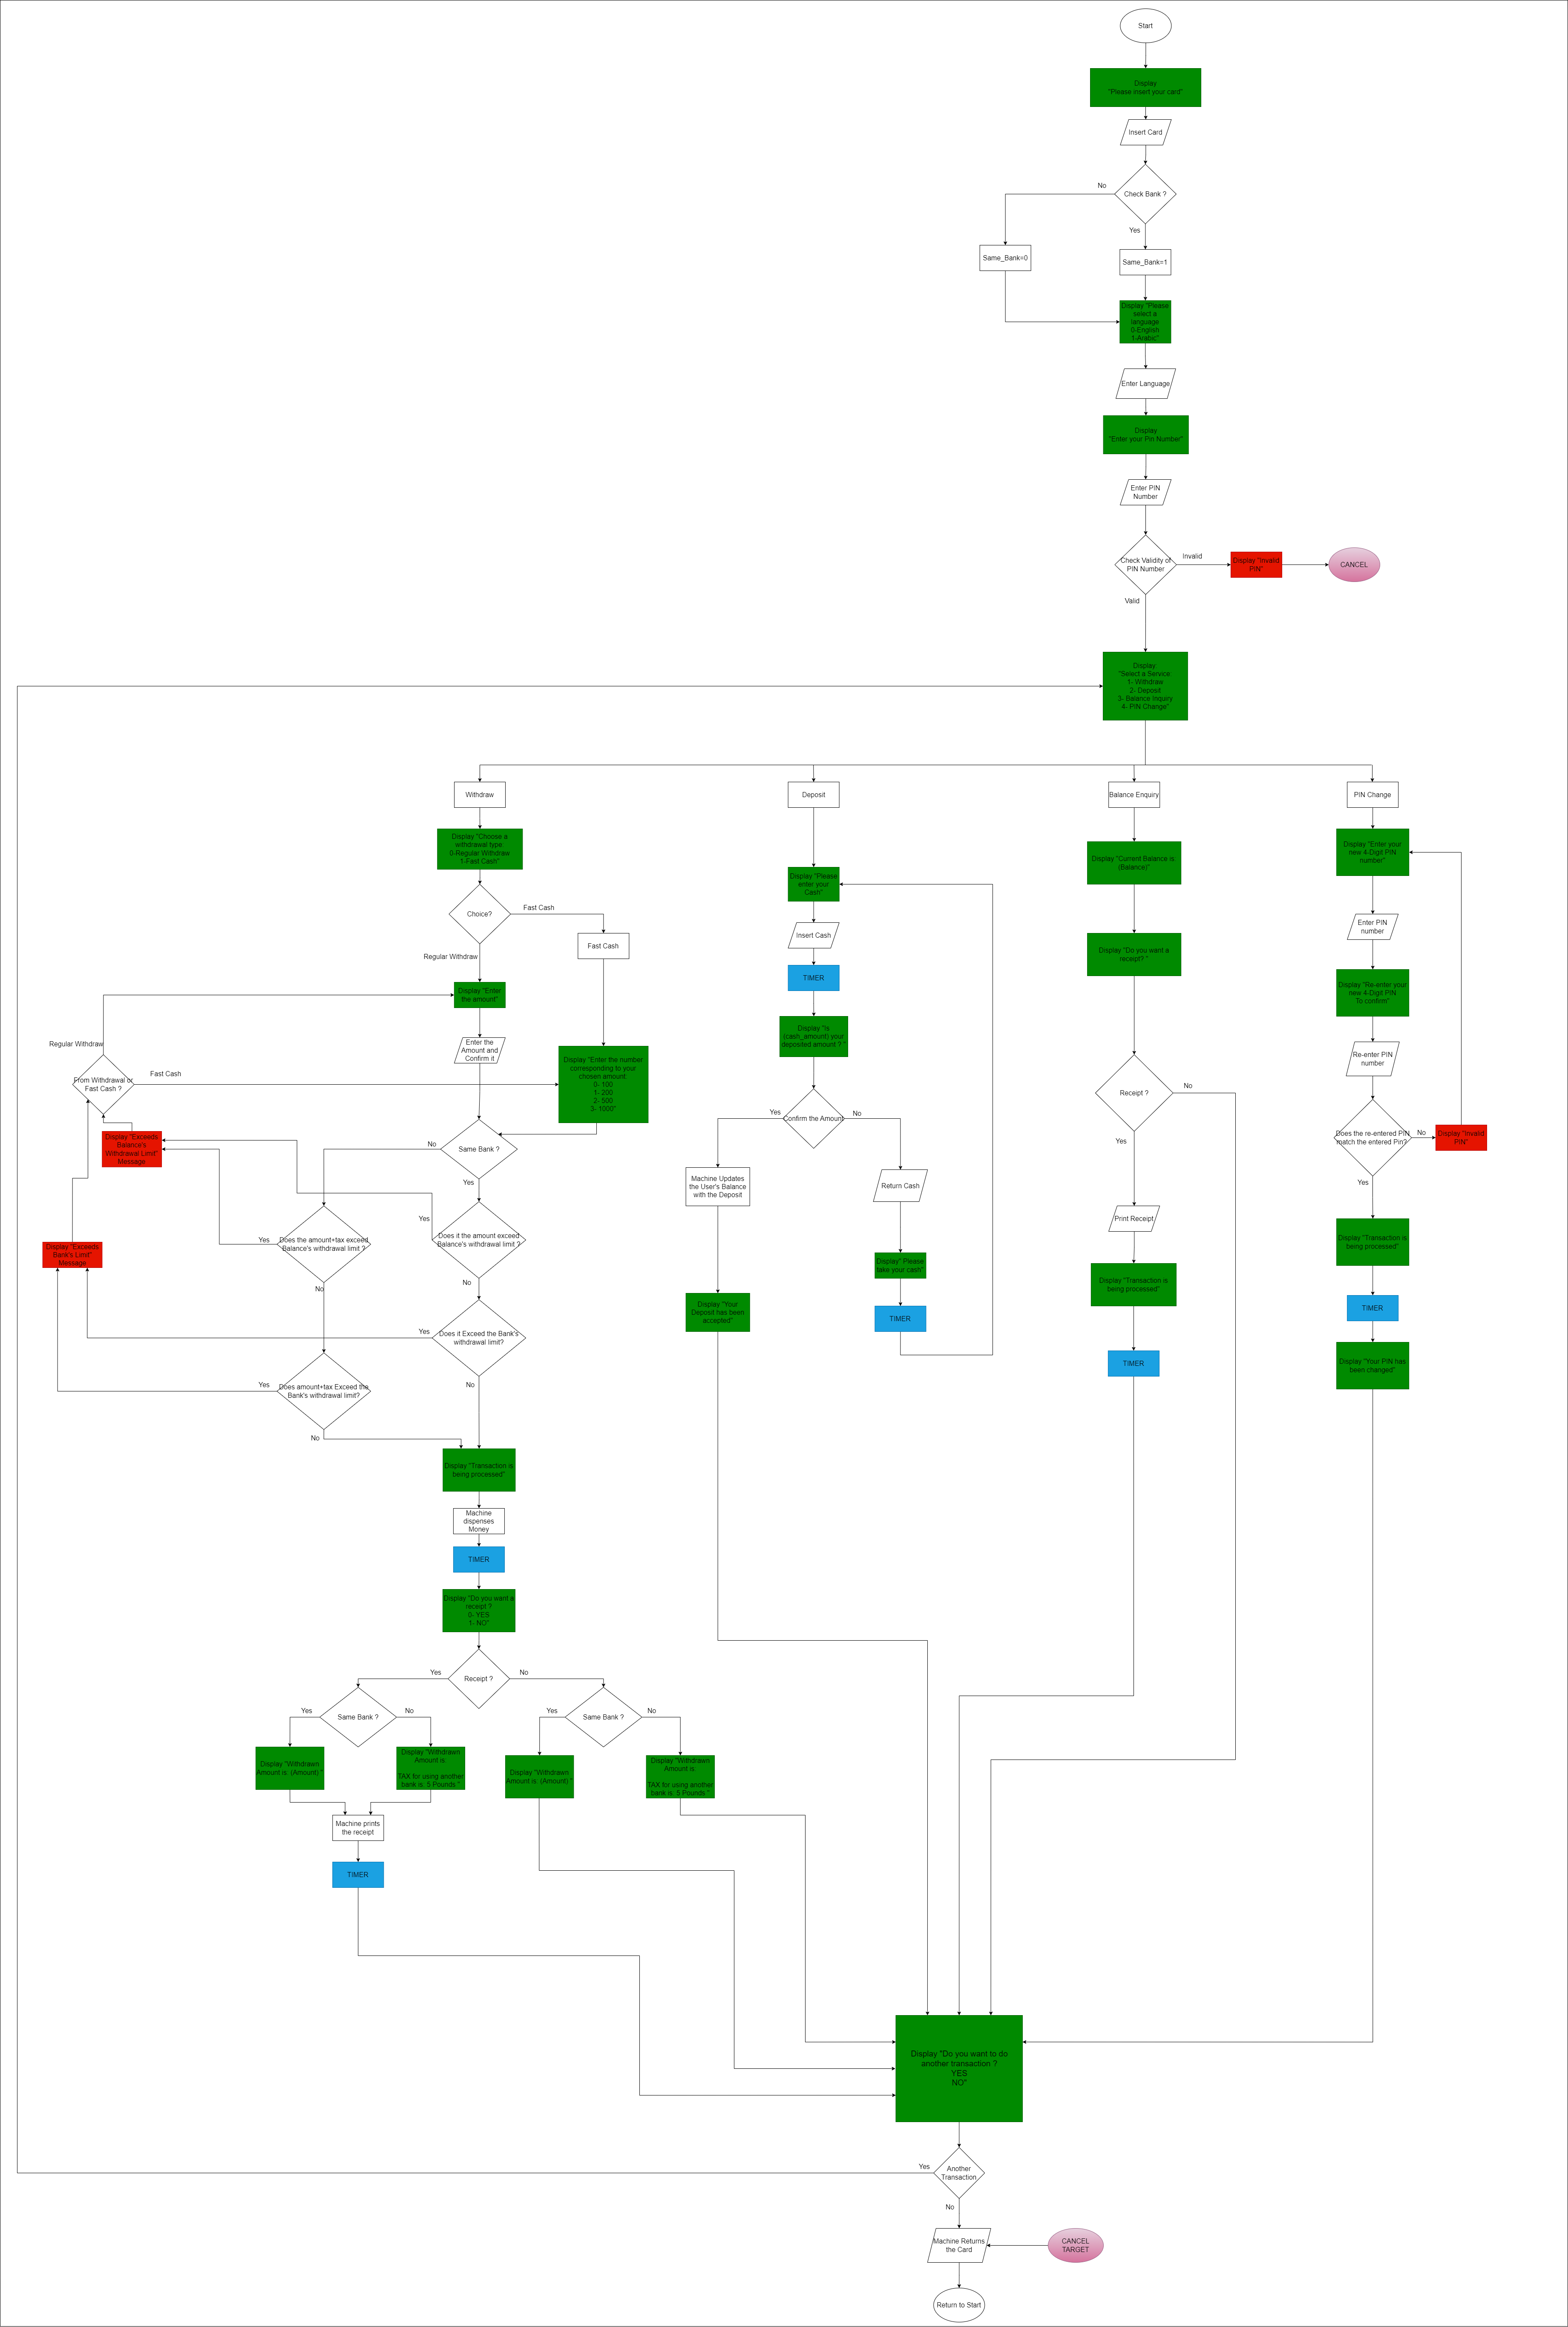 Start
Display
"Please insert your card"
Insert Card
Check Bank ?
No
Yes
Same_Bank=0
Same_Bank=1
Display "Please
select a
language
0-English
1-Arabic"
Enter Language
Display
"Enter your Pin Number"
Enter PIN
Number
Check Validity of
PIN Number
Invalid
Display "Invalid
PIN"
CANCEL
Valid
Display
"Select a Service:
1- Withdraw
2- Deposit
3- Balance inquiry
4- PIN Change"
Withdraw
Display "Choose a
withdrawal type:
0-Regular Withdraw
1-Fast Cash"
Choice?
Fast Cash
Fast Cash
Regular Withdraw
Display "Enter
the amount"
Enter the
Amount and
Confirm it
Display "Enter the number
corresponding to your
chosen amount:
0- 100
1- 200
2- 500
3- 1000"
Regular Withdraw
From Withdrawal or
Fast Cash ?
Fast Cash
Display "Exceeds
Balance's
Withdrawal Limit"
Message
Same Bank ?
No
Yes
Does the amount+tax exceed
Balance's withdrawal limit ?
Yes
No
Does it the amount exceed
Balance's withdrawal limit ?
Yes
No
Display "Exceeds
Bank's Limit"
Message
Does it Exceed the Bank's
withdrawal limit?
Yes
No
Does amount+tax Exceed the
Bank's withdrawal limit?
Yes
No
Display "Transaction is
being processed"
Machine
dispenses
Money
TIMER
Display "Do you want a
receipt ?
0- YES
1- NO"
Receipt ?
Yes
No
Same Bank ?
Yes
No
Display "Withdrawn
Amount is: (Amount) "
Display "Withdrawn
Amount is:
TAX for using another
bank is: 5 Pounds "
Machine prints
the receipt
TIMER
Same Bank ?
Yes
No
Display "Withdrawn
Amount is: (Amount) "
Display "Withdrawn
Amount is:
TAX for using another
bank is: 5 Pounds "
Deposit
Display "Please
enter your
Cash"
Insert Cash
TIMER
Display "Is
(cash_amount) your
deposited amount ? "
Confirm the Amount
Yes
No
Machine Updates
the User's Balance
with the Deposit
Display "Your
Deposit has been
accepted"
Return Cash
Display" Please
take your cash"
TIMER
Balance Enquiry
Display "Current Balance is:
(Balance)"
Display "Do you want a
receipt? "
Receipt ?
No
Yes
Print Receipt
Display "Transaction is
being processed"
TIMER
PIN Change
Display "Enter your
new 4-Digit PIN
number"
Enter PIN
number
Display "Re-enter your
new 4-Digit PIN
To confirm"
Re-enter PIN
number
Does the re-entered PIN
match the entered Pin?
No
Display "Invalid
PIN"
Yes
Display "Transaction is
being processed"
TIMER
Display "Your PIN has
been changed"
Display "Do you want to do
another transaction ?
YES
NO"
Another
Transaction
Yes
No
Machine Returns
the Card
CANCEL
TARGET
Return to Start